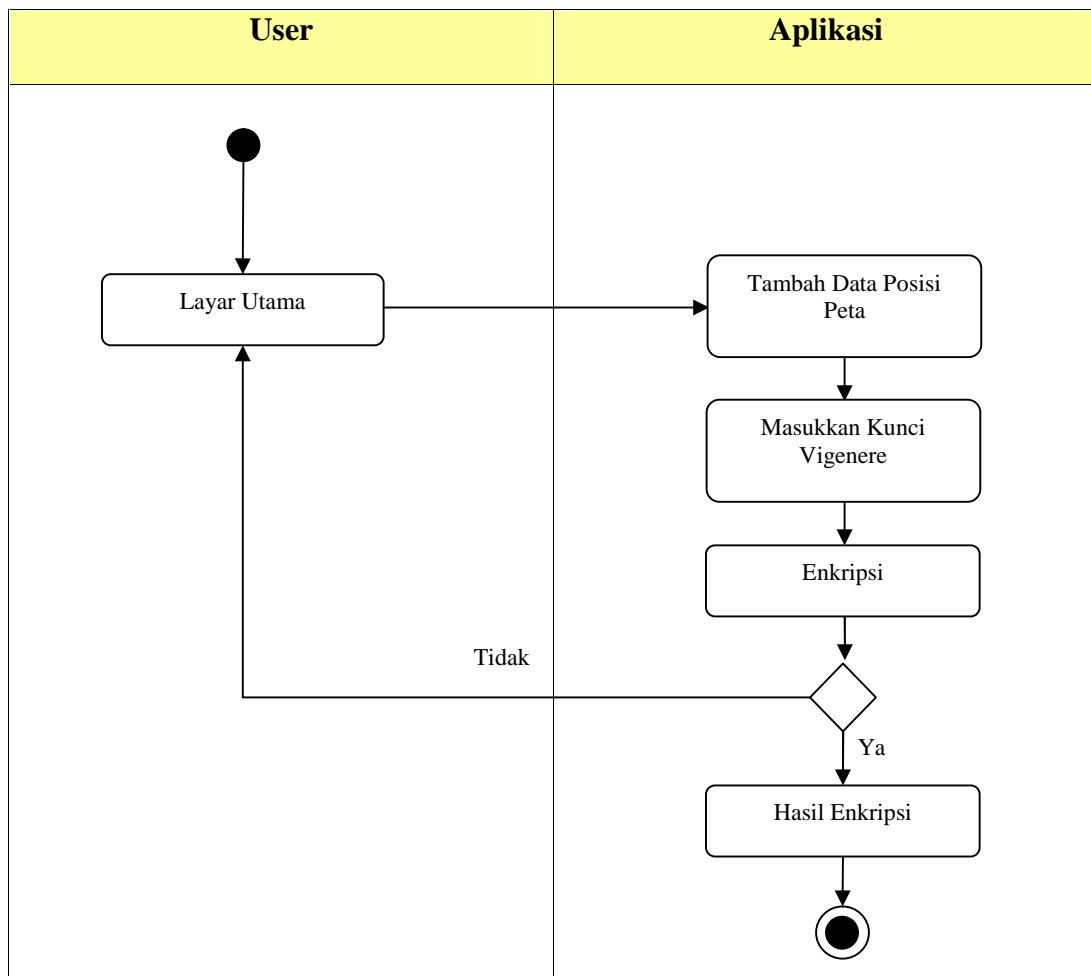 User
Aplikasi
Layar Utama
Tambah Data Posisi
Peta
Masukkan Kunci
Vigenere
Enkripsi
Tidak
Ya
Hasil Enkripsi